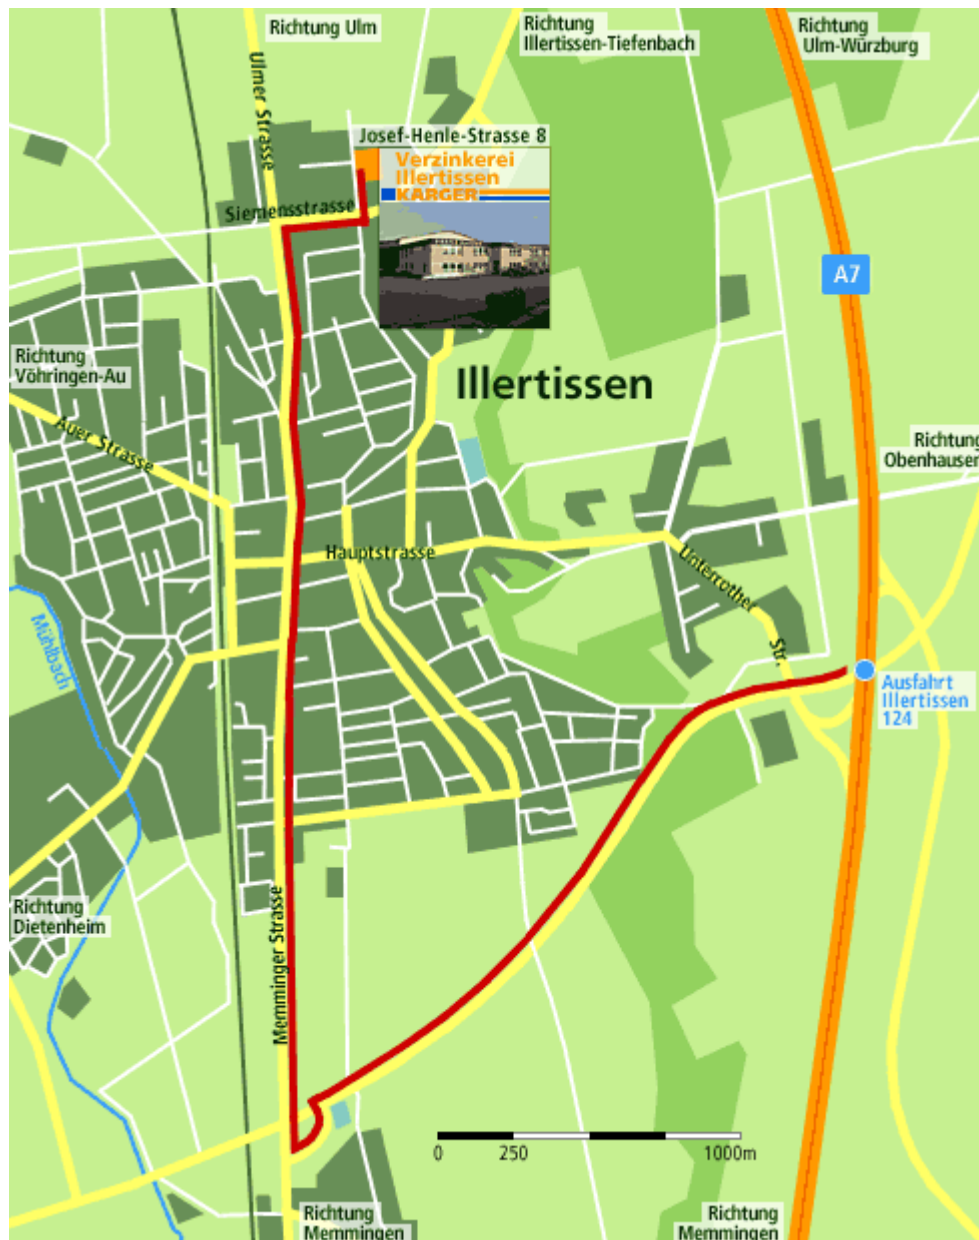 Richtung Ulm
Richtung
Illertissen-Tiefenbach
Richtung
Ulm-Würzburg
Ulmer Strasse
Josef-Henle-Strasse 8
Verzinkerei
Illertissen
KARGER
Siemensstrasse
A7
Richtung
Vöhringen-Au
Illertissen
Auer Strasse
Richtung
Obenhausen
Hauptstrasse
Unterrother
Str.
Mühlbach
Ausfahrt
Illertissen
124
Richtung
Dietenheim
Memminger Strasse
0 250 1000m
Richtung
Memmingen
Richtung
Memmingen